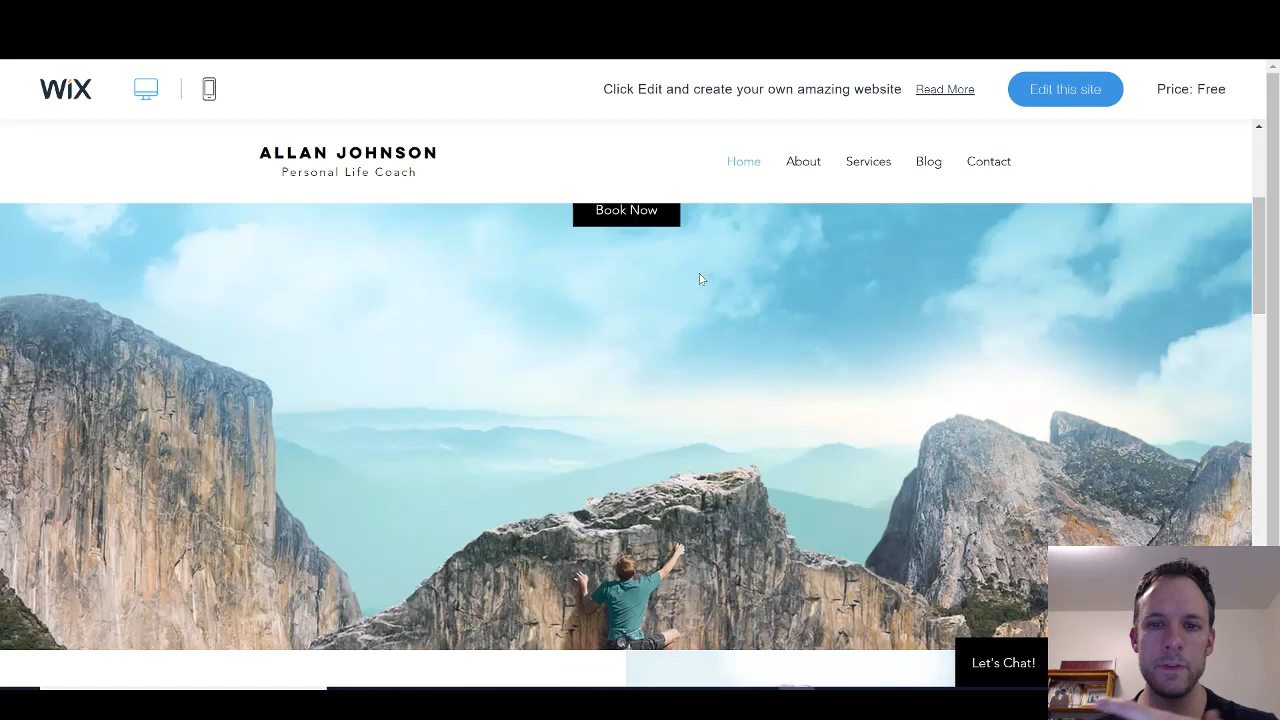 WiX
Click Edit and create your own amazing website Read More
Edit this site
Price: Free
ALLAN JOHNSON
Personal Life Coach
Home About Services Blog Contact
Book Now
Let's Chat!